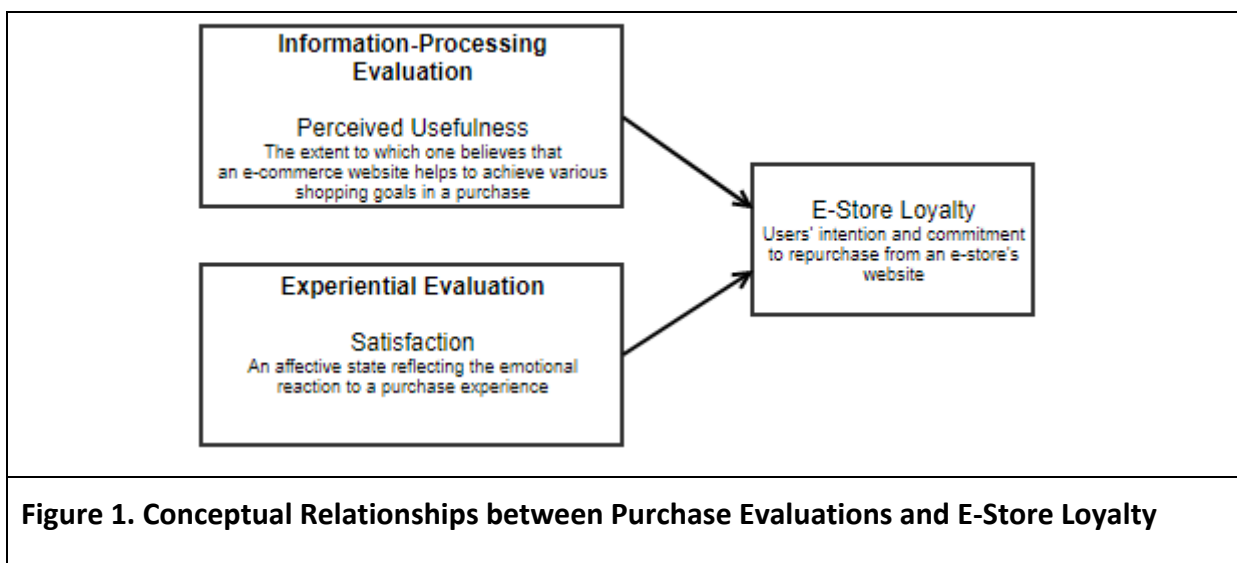 Information-Processing
Evaluation
Perceived Usefulness
The extent to which one believes that
an e-commerce website helps to achieve various
shopping goals in a purchase
E-Store Loyalty
Users' intention and commitment
to repurchase from an e-store's
website
Experiential Evaluation
Satisfaction
An affective state reflecting the emotional
reaction to a purchase experience
Figure 1. Conceptual Relationships between Purchase Evaluations and E-Store Loyalty